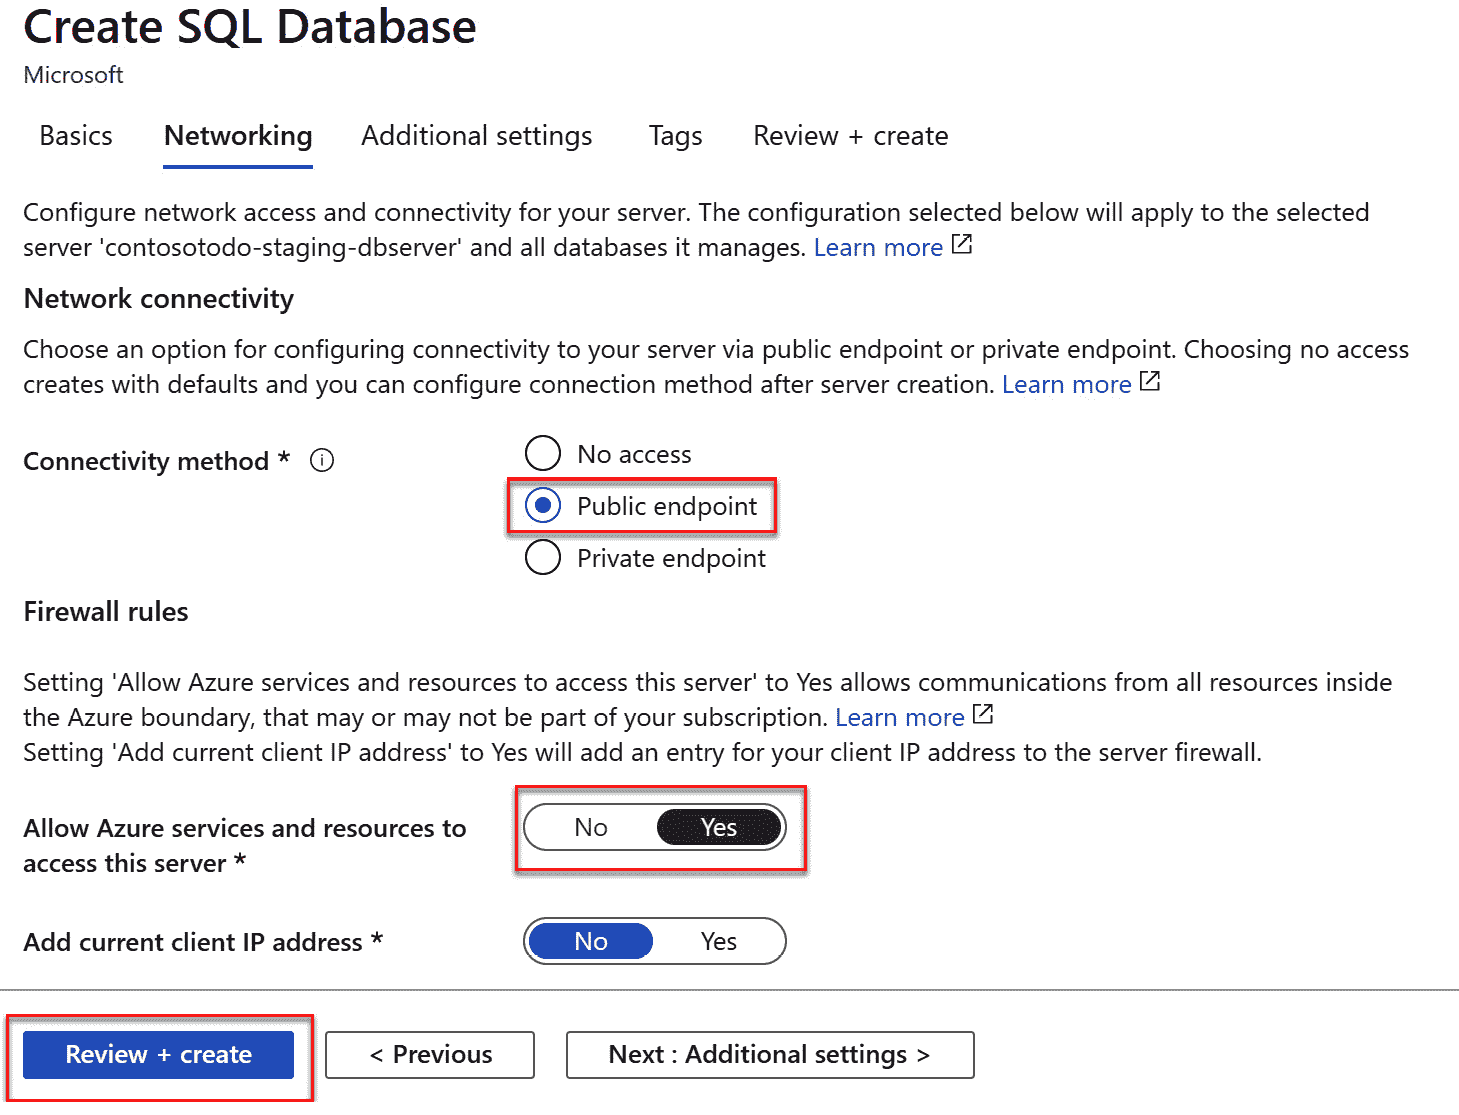 Create SQL Database
Microsoft
Basics Networking Additional settings Tags Review + create
Configure network access and connectivity for your server. The configuration selected below will apply to the selected
server 'contosotodo-staging-dbserver' and all databases it manages. Learn more
Network connectivity
Choose an option for configuring connectivity to your server via public endpoint or private endpoint. Choosing no access
creates with defaults and you can configure connection method after server creation. Learn more
Connectivity method *
No access
Public endpoint
Private endpoint
Firewall rules
Setting 'Allow Azure services and resources to access this server' to Yes allows communications from all resources inside
the Azure boundary, that may or may not be part of your subscription. Learn more
Setting 'Add current client IP address' to Yes will add an entry for your client IP address to the server firewall.
Allow Azure services and resources to
access this server *
No Yes
Add current client IP address *
No Yes
Review + create < Previous Next : Additional settings >